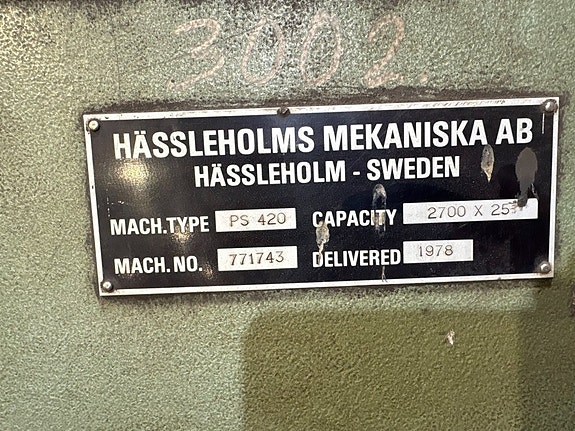 3002.
HÄSSLEHOLMS MEKANISKA AB
HÄSSLEHOLM - SWEDEN
MACH.TYPE PS 420 CAPACITY 2700 X 25
MACH. NO. 771743 DELIVERED 1978